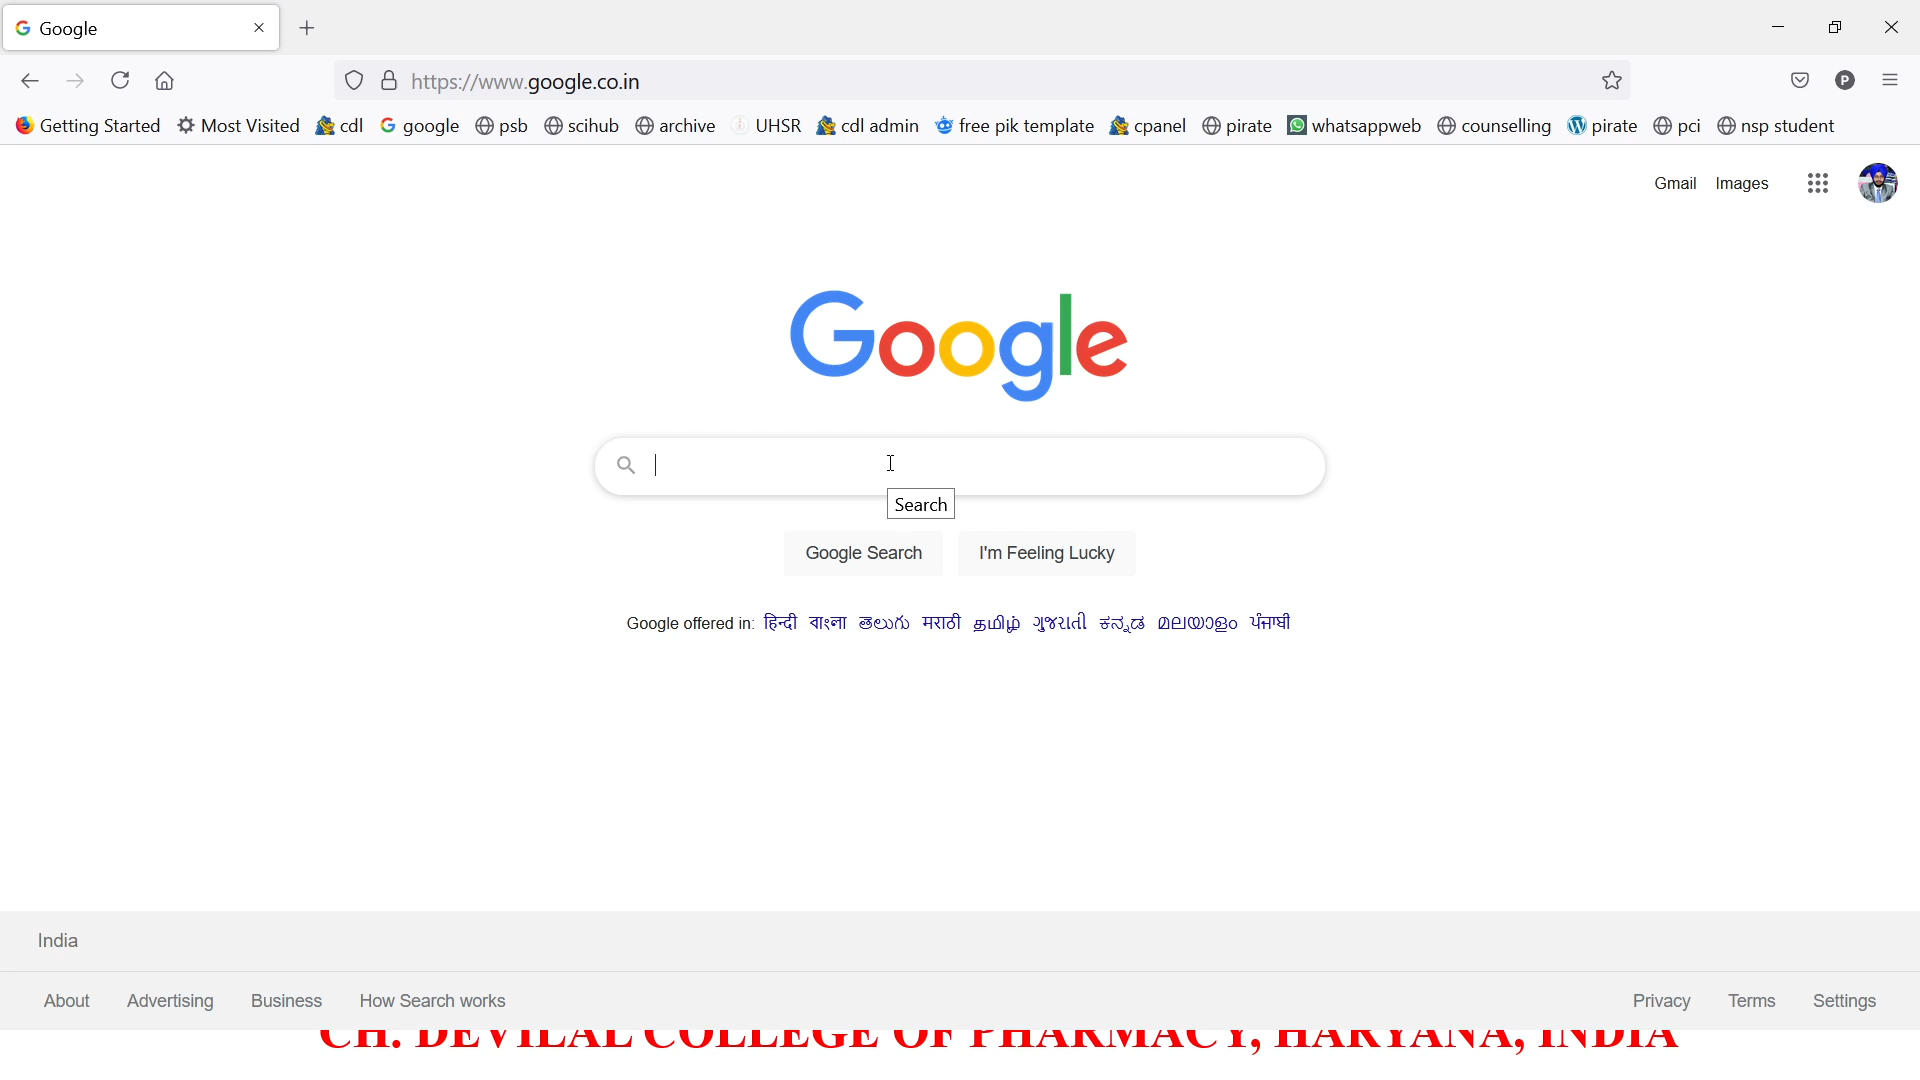 Google
https://www.google.co.in
Getting Started Most Visited cdl google psb scihub archive UHSR cdl admin free pik template cpanel pirate whatsappweb counselling pirate pci nsp student
P
Gmail Images
Google
Search
Google Search I'm Feeling Lucky
Google offered in: हिन्दी বাংলা తెలుగు मराठी தமிழ் ગુજરાતી ಕನ್ನಡ മലയാളം ਪੰਜਾਬੀ
India
About Advertising Business How Search works Privacy Terms Settings
CH. DEVILAL COLLEGE OF PHARMACY, HARYANA, INDIA